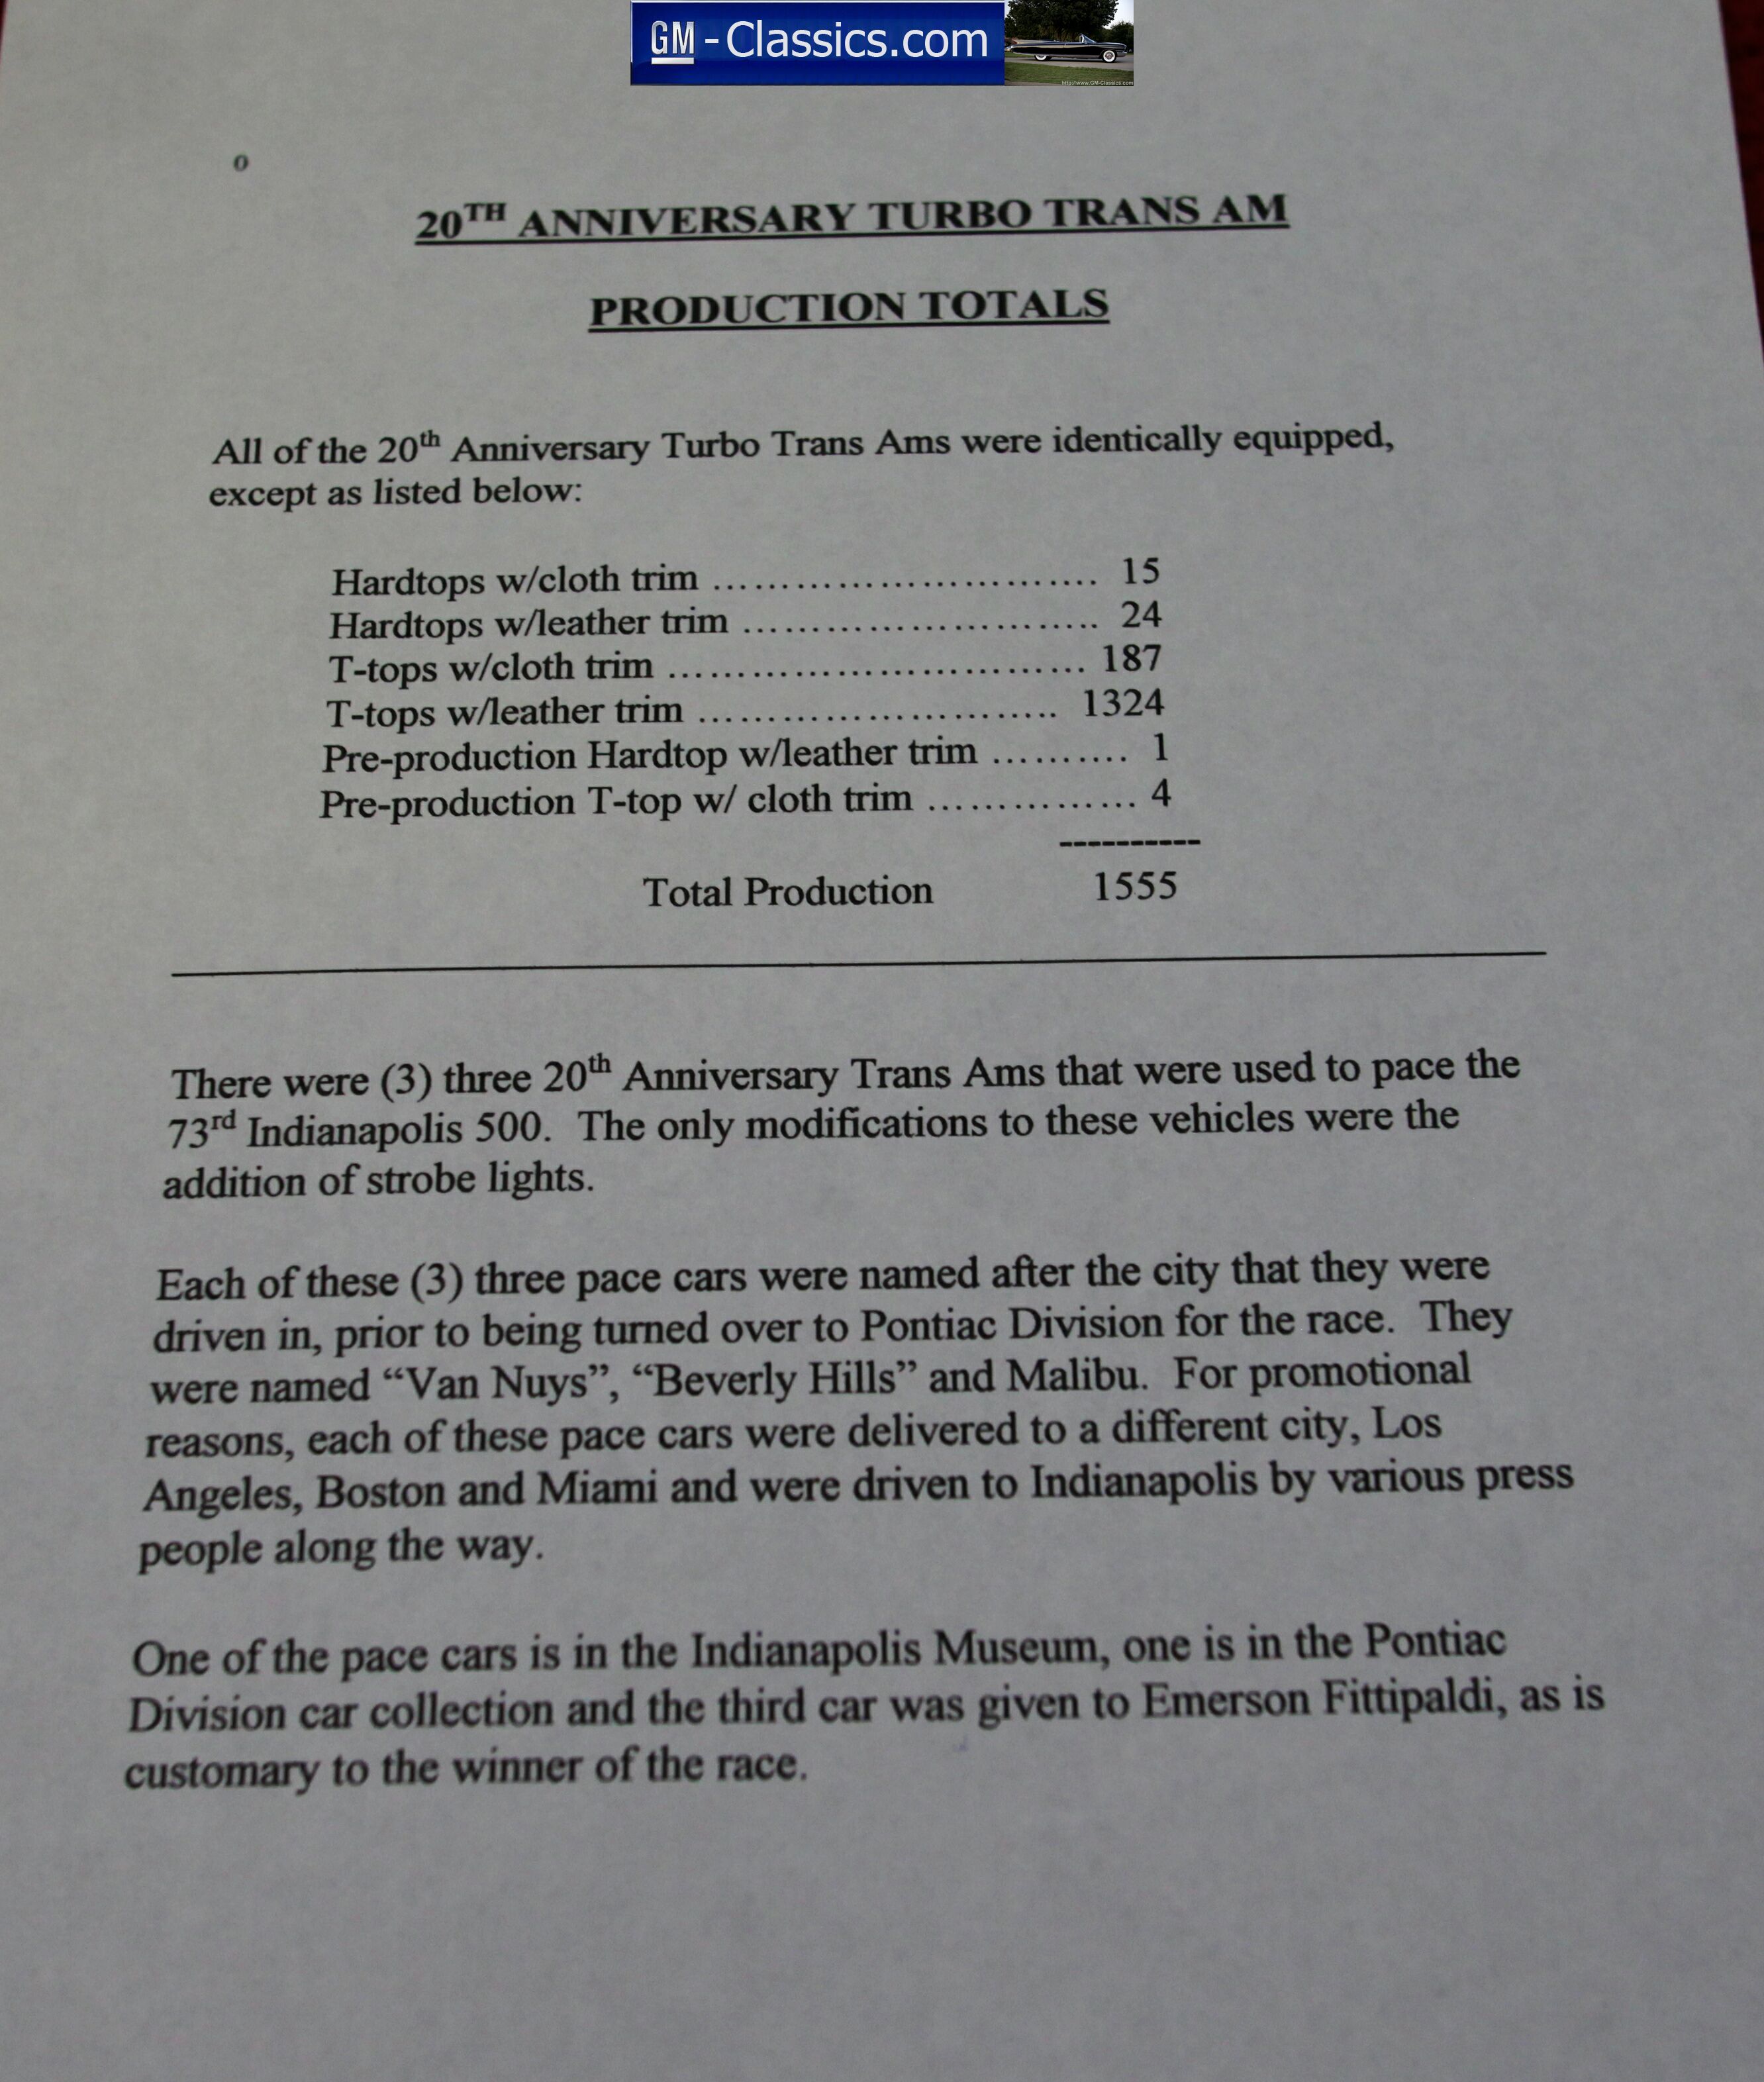 GM - Classics.com
o
20TH ANNIVERSARY TURBO TRANS AM
PRODUCTION TOTALS
All of the 20th Anniversary Turbo Trans Ams were identically equipped,
except as listed below:
Hardtops w/cloth trim ............................ 15
Hardtops w/leather trim .......................... 24
T-tops w/cloth trim ............................... 187
T-tops w/leather trim .......................... 1324
Pre-production Hardtop w/leather trim .......... 1
Pre-production T-top w/ cloth trim ............... 4
----------
Total Production 1555
There were (3) three 20th Anniversary Trans Ams that were used to pace the
73rd Indianapolis 500. The only modifications to these vehicles were the
addition of strobe lights.
Each of these (3) three pace cars were named after the city that they were
driven in, prior to being turned over to Pontiac Division for the race. They
were named “Van Nuys”, “Beverly Hills” and Malibu. For promotional
reasons, each of these pace cars were delivered to a different city, Los
Angeles, Boston and Miami and were driven to Indianapolis by various press
people along the way.
One of the pace cars is in the Indianapolis Museum, one is in the Pontiac
Division car collection and the third car was given to Emerson Fittipaldi, as is
customary to the winner of the race.